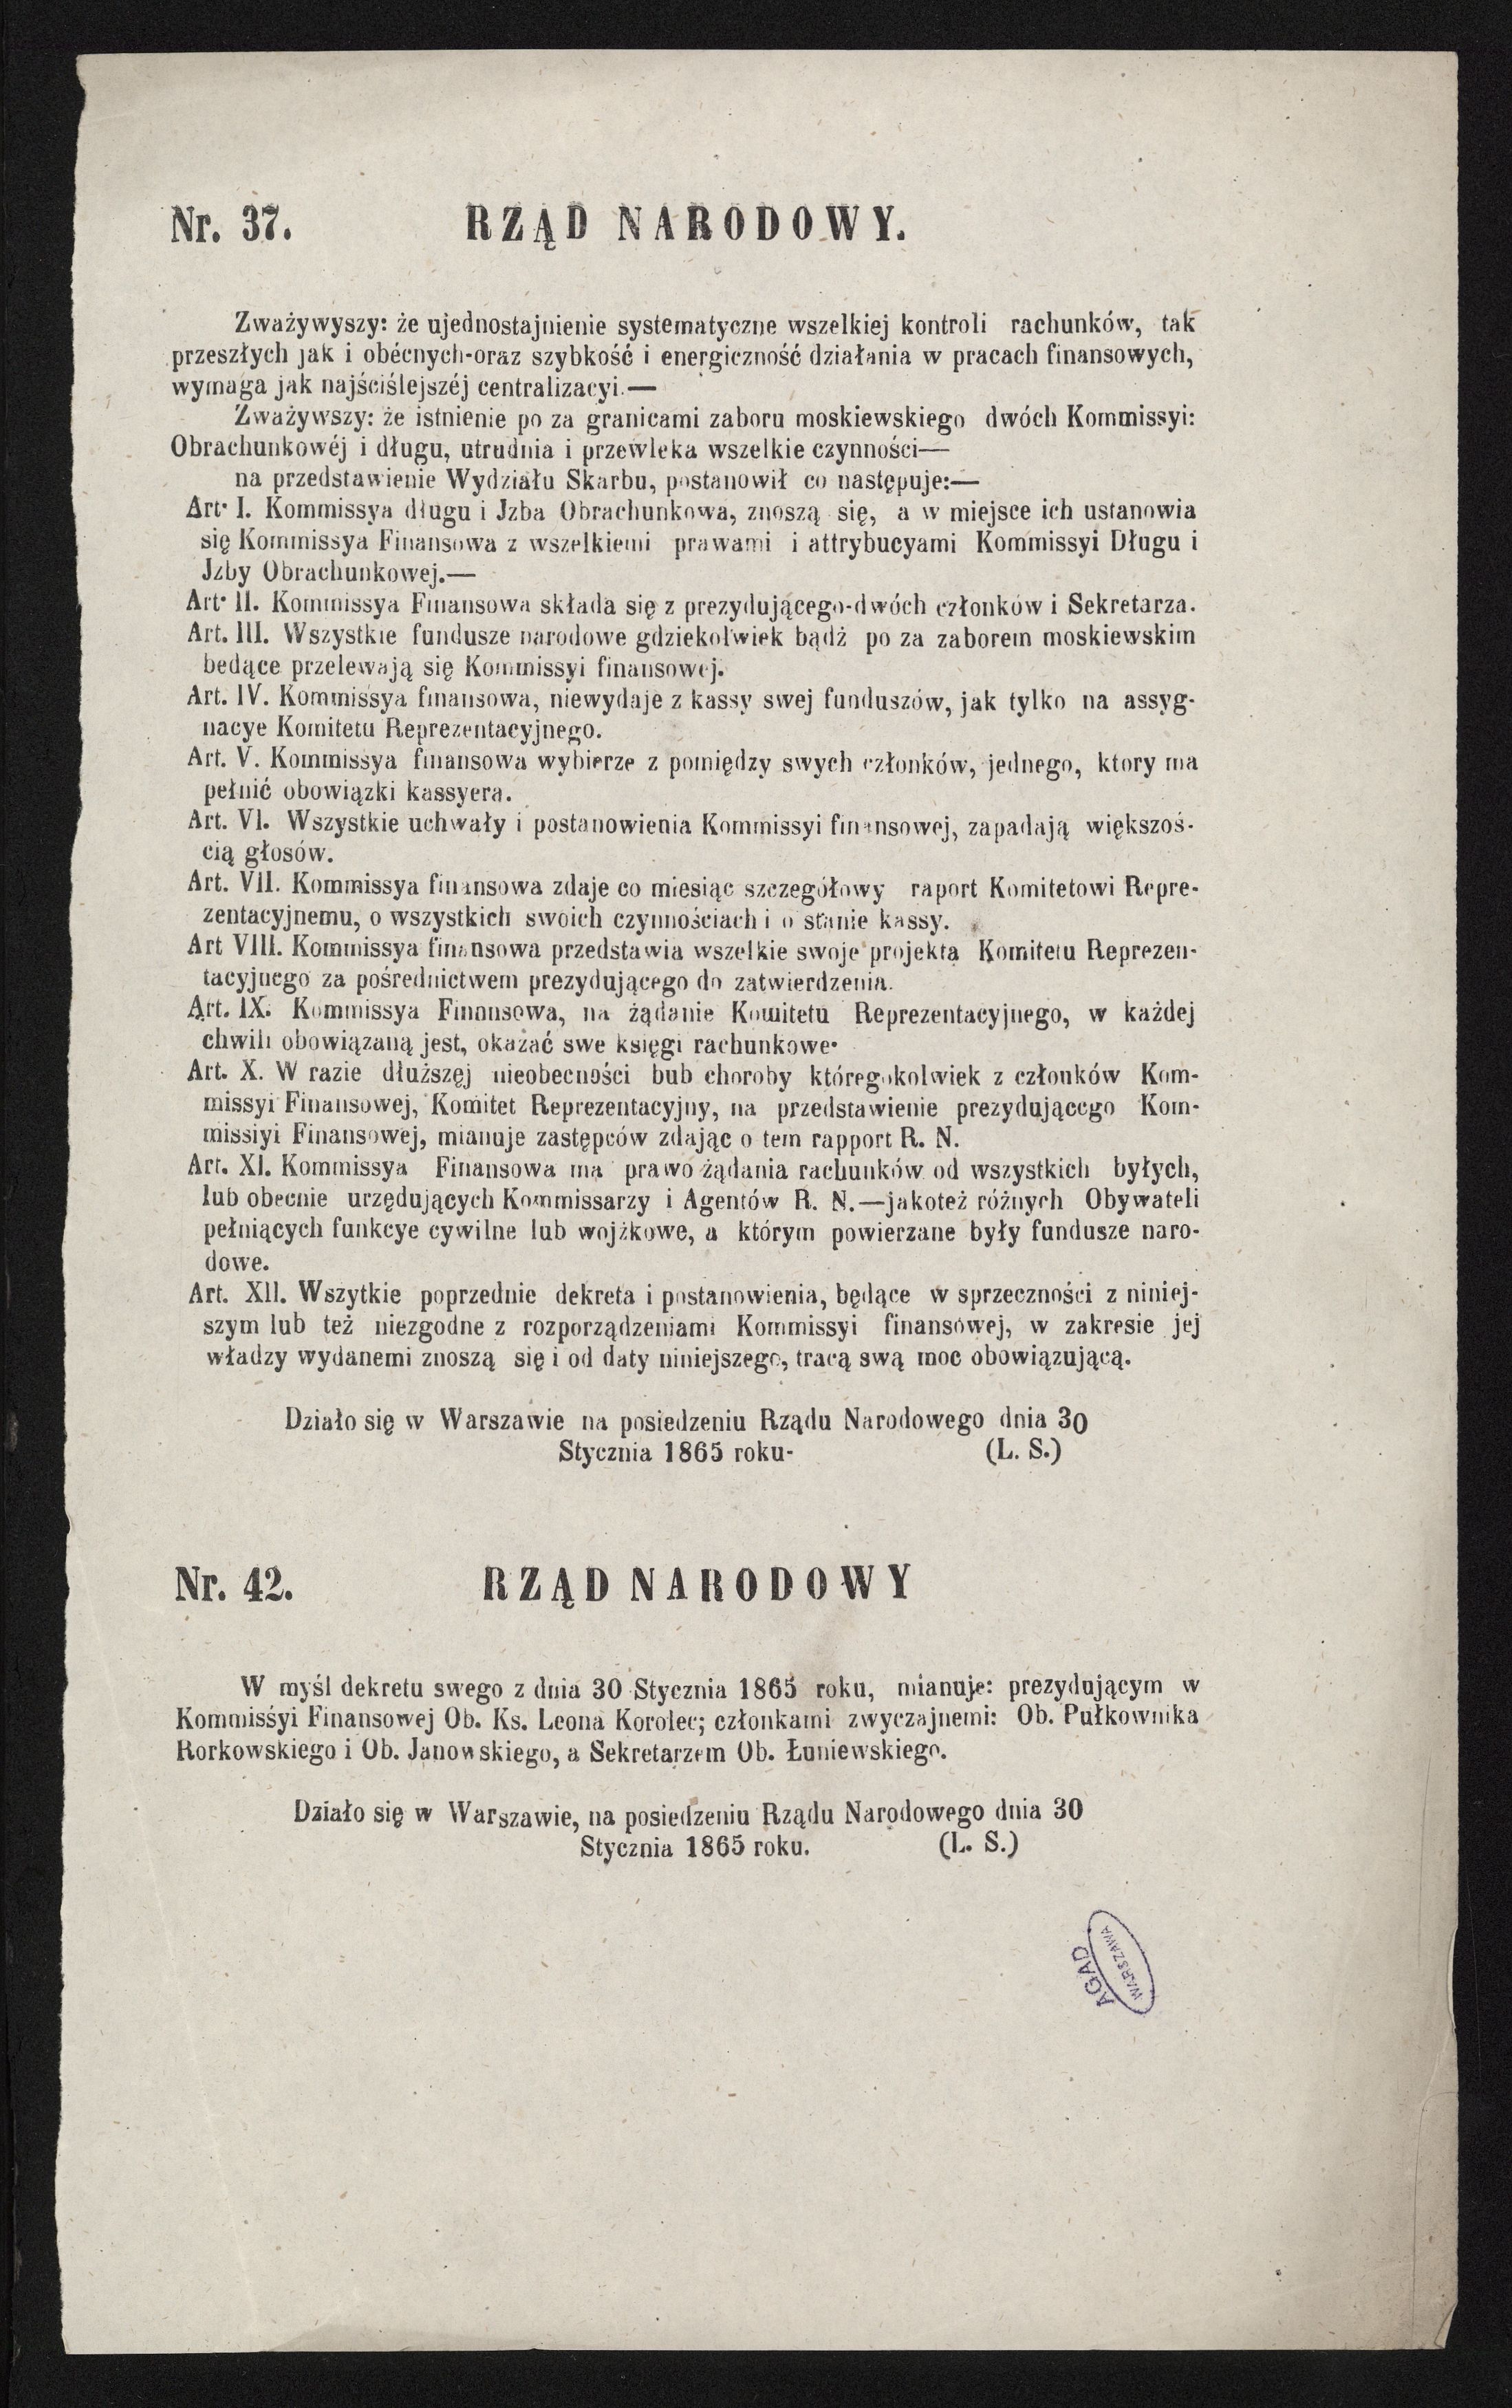 Nr. 37. RZĄD NARODOWY.
Zważywyszy: że ujednostajnienie systematyczne wszelkiej kontroli rachunków, tak
przeszłych jak i obécnych-oraz szybkość i energiczność działania w pracach finansowych,
wymaga jak najściślejszéj centralizacyi.—
Zważywszy: że istnienie po za granicami zaboru moskiewskiego dwóch Kommissyi:
Obrachunkowéj i długu, utrudnia i przewleka wszelkie czynności—
na przedstawienie Wydziału Skarbu, postanowił co następuje:—
Art· I. Kommissya długu i Jzba Obrachunkowa, znoszą się, a w miejsce ich ustanowia
się Kommissya Finansowa z wszelkiemi prawami i attrybucyami Kommissyi Długu i
Jzby Obrachunkowej.—
Art· II. Kommissya Finansowa składa się z prezydującego-dwóch członków i Sekretarza.
Art. III. Wszystkie fundusze narodowe gdziekolwiek bądź po za zaborem moskiewskim
bedące przelewają się Kommissyi finansowej.
Art. IV. Kommissya finansowa, niewydaje z kassy swej funduszów, jak tylko na assyg-
nacye Komitetu Reprezentacyjnego.
Art. V. Kommissya finansowa wybierze z pomiędzy swych członków, jednego, ktory ma
pełnić obowiązki kassyera.
Art. VI. Wszystkie uchwały i postanowienia Kommissyi finansowej, zapadają większoś-
cią głosów.
Art. VII. Kommissya finansowa zdaje co miesiąc szczegółowy raport Komitetowi Repre-
zentacyjnemu, o wszystkich swoich czynnościach i o stanie kassy.
Art VIII. Kommissya finansowa przedstawia wszelkie swoje projekta Komitetu Reprezen-
tacyjnego za pośrednictwem prezydującego do zatwierdzenia.
Art. IX. Kommissya Finansowa, na żądanie Komitetu Reprezentacyjnego, w każdej
chwili obowiązaną jest, okazać swe księgi rachunkowe·
Art. X. W razie dłuższęj nieobecności bub choroby któregokolwiek z członków Kom-
missyi Finansowej, Komitet Reprezentacyjny, na przedstawienie prezydującego Kom-
missiyi Finansowej, mianuje zastępców zdając o tem rapport R. N.
Art. XI. Kommissya Finansowa ma prawo żądania rachunków od wszystkich byłych,
lub obecnie urzędujących Kommissarzy i Agentów R. N.—jakoteż różnych Obywateli
pełniących funkcye cywilne lub wojżkowe, a którym powierzane były fundusze naro-
dowe.
Art. XII. Wszytkie poprzednie dekreta i postanowienia, będące w sprzeczności z niniej-
szym lub też niezgodne z rozporządzeniami Kommissyi finansowej, w zakresie jej
władzy wydanemi znoszą się i od daty niniejszego, tracą swą moc obowiązującą.
Działo się w Warszawie na posiedzeniu Rządu Narodowego dnia 30
Stycznia 1865 roku- (L. S.)
Nr. 42. RZĄD NARODOWY
W myśl dekretu swego z dnia 30 Stycznia 1865 roku, mianuje: prezydującym w
Kommisśyi Finansowej Ob. Ks. Leona Korolec; członkami zwyczajnemi: Ob. Pułkownika
Rorkowskiego i Ob. Janowskiego, a Sekretarzem Ob. Łuniewskiego.
Działo się w Warszawie, na posiedzeniu Rządu Narodowego dnia 30
Stycznia 1865 roku. (L. S.)
AGAD
WARSZAWA